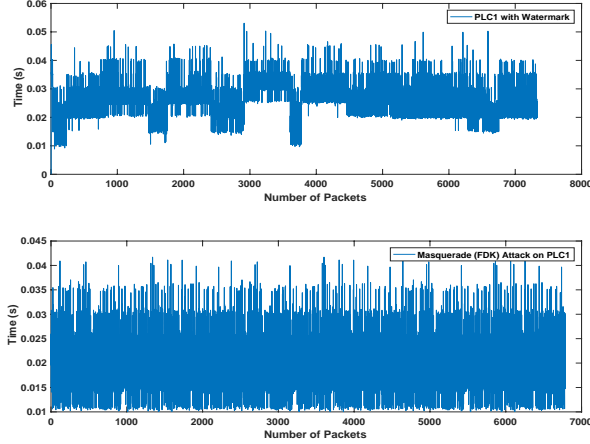 PLC1 with Watermark
Time (s)
0.06
0.05
0.04
0.03
0.02
0.01
0
0 1000 2000 3000 4000 5000 6000 7000 8000
Number of Packets
Masquerade (FDK) Attack on PLC1
Time (s)
0.045
0.04
0.035
0.03
0.025
0.02
0.015
0.01
0 1000 2000 3000 4000 5000 6000 7000
Number of Packets